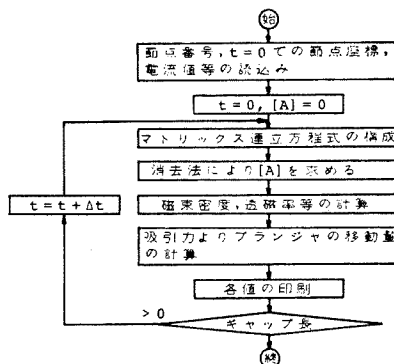 始
節点番号,t=0での節点座標,
電流値等の読込み
t=0,[A]=0
マトリックス連立方程式の構成
消去法により[A]を求める
磁束密度,透磁率等の計算
吸引力よりプランジャの移動量
の計算
t=t+Δt
各値の印刷
>0
ギャップ長
終